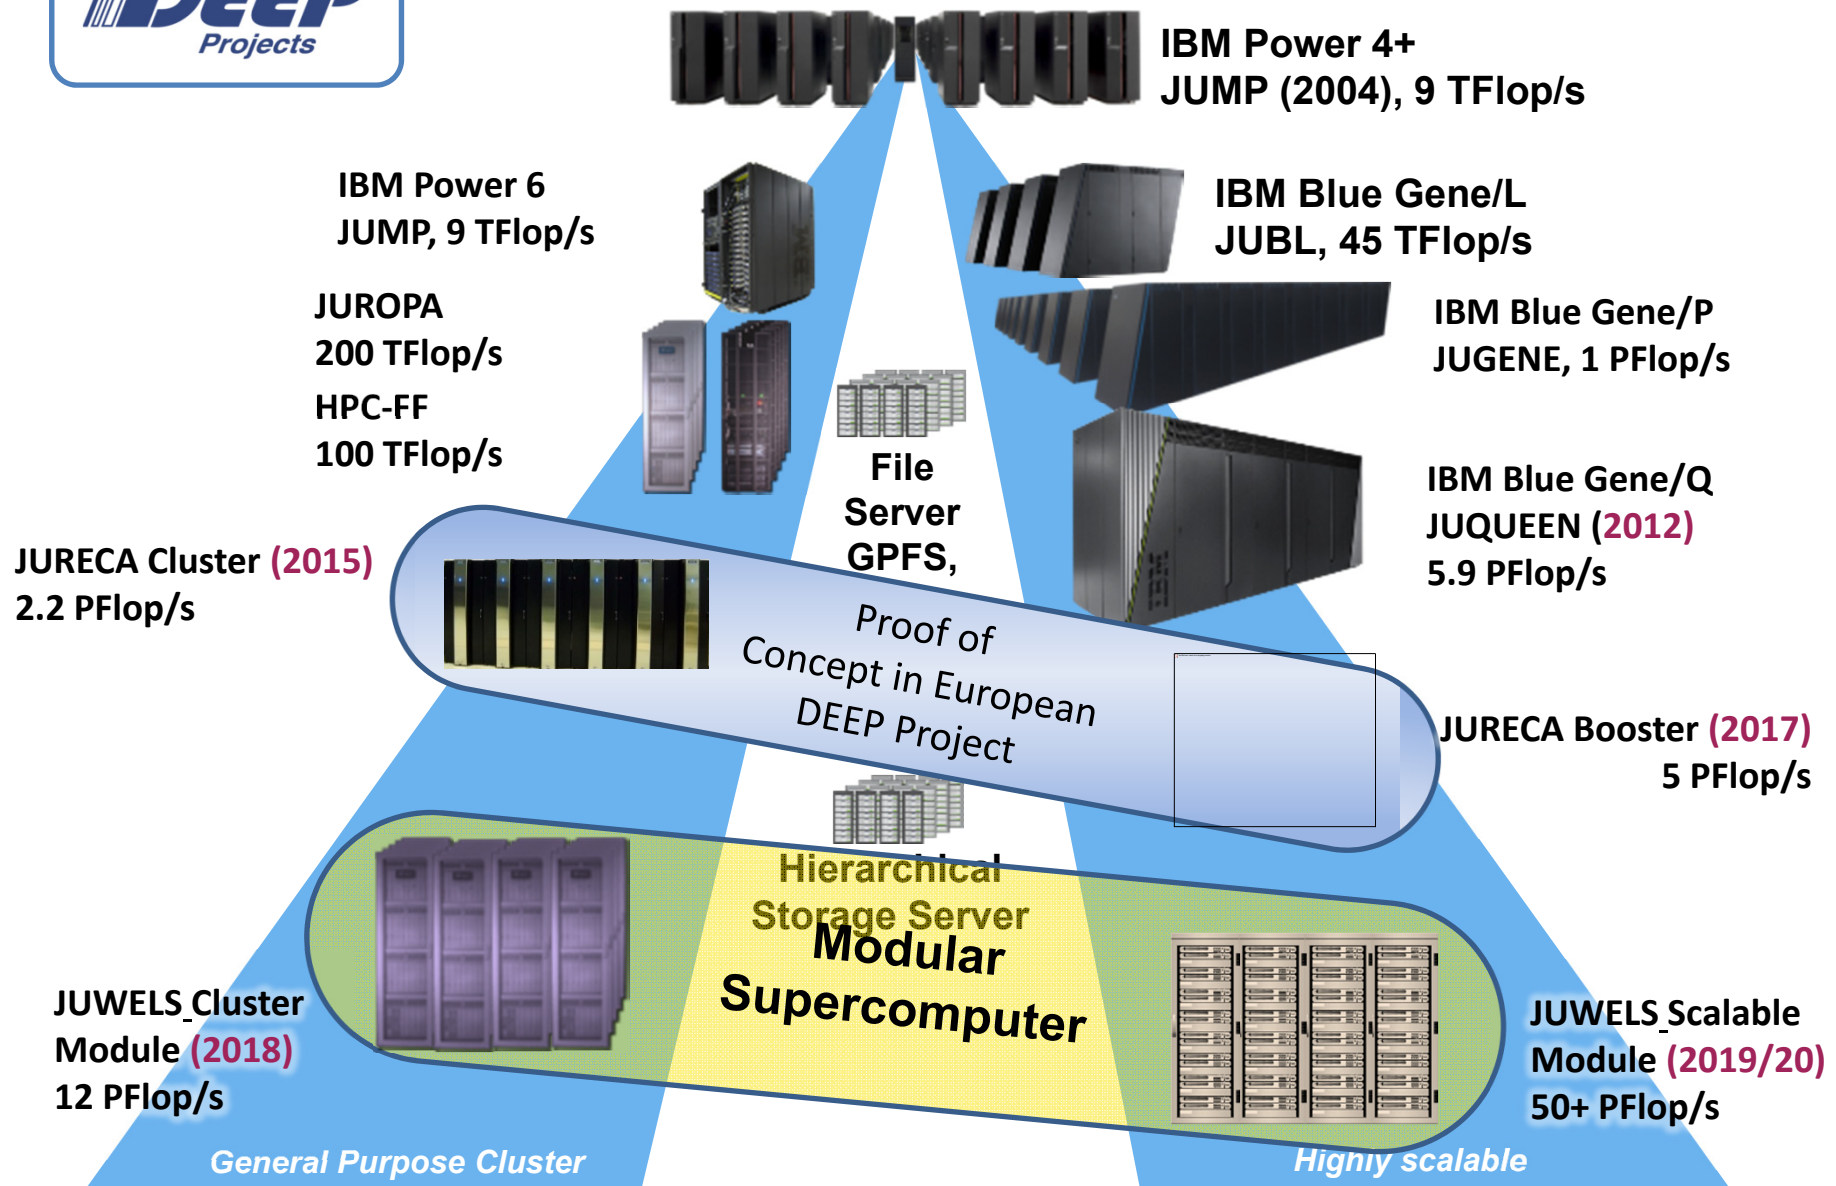 DEEP
Projects
IBM Power 4+
JUMP (2004), 9 TFlop/s
IBM Power 6
JUMP, 9 TFlop/s
IBM Blue Gene/L
JUBL, 45 TFlop/s
JUROPA
200 TFlop/s
HPC-FF
100 TFlop/s
IBM Blue Gene/P
JUGENE, 1 PFlop/s
File
Server
GPFS,
IBM Blue Gene/Q
JUQUEEN (2012)
5.9 PFlop/s
JURECA Cluster (2015)
2.2 PFlop/s
Proof of
Concept in European
DEEP Project
JURECA Booster (2017)
5 PFlop/s
Hierarchical
Storage Server
Modular
Supercomputer
JUWELS Cluster
Module (2018)
12 PFlop/s
JUWELS Scalable
Module (2019/20)
50+ PFlop/s
General Purpose Cluster
Highly scalable